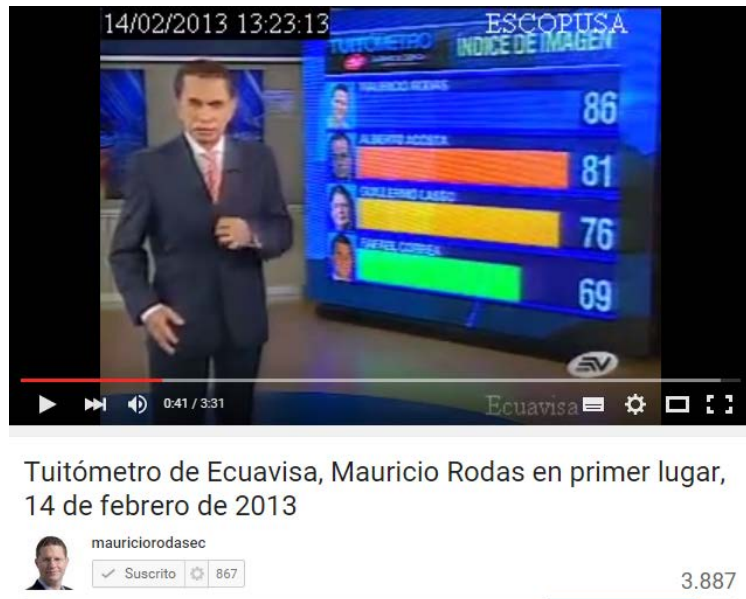 14/02/2013 13:23:13 ESCOPUSA
TUITÓMETRO
ÍNDICE DE IMAGEN
MAURICIO RODAS
86
ALBERTO ACOSTA
81
GUILLERMO LASSO
76
RAFAEL CORREA
69
0:41 / 3:31
Ecuavisa
Tuitómetro de Ecuavisa, Mauricio Rodas en primer lugar,
14 de febrero de 2013
mauriciorodasec
Suscrito 867
3.887